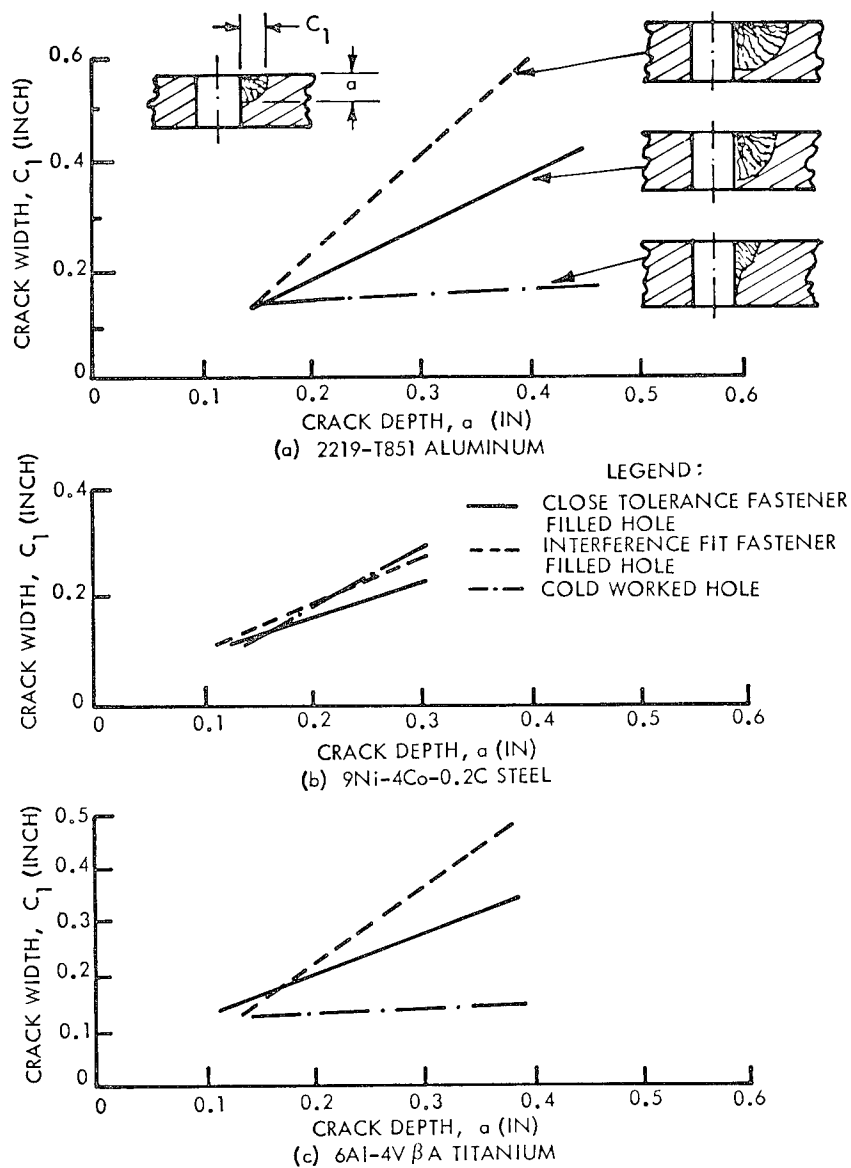 C1
a
CRACK WIDTH, C1 (INCH)
0.6
0.4
0.2
0
0 0.1 0.2 0.3 0.4 0.5 0.6
CRACK DEPTH, a (IN)
(a) 2219-T851 ALUMINUM
LEGEND:
CLOSE TOLERANCE FASTENER
FILLED HOLE
INTERFERENCE FIT FASTENER
FILLED HOLE
COLD WORKED HOLE
CRACK WIDTH, C1 (INCH)
0.4
0.2
0
0 0.1 0.2 0.3 0.4 0.5 0.6
CRACK DEPTH, a (IN)
(b) 9Ni-4Co-0.2C STEEL
CRACK WIDTH, C1 (INCH)
0.5
0.4
0.3
0.2
0.1
0
0 0.1 0.2 0.3 0.4 0.5 0.6
CRACK DEPTH, a (IN)
(c) 6Al-4V βA TITANIUM